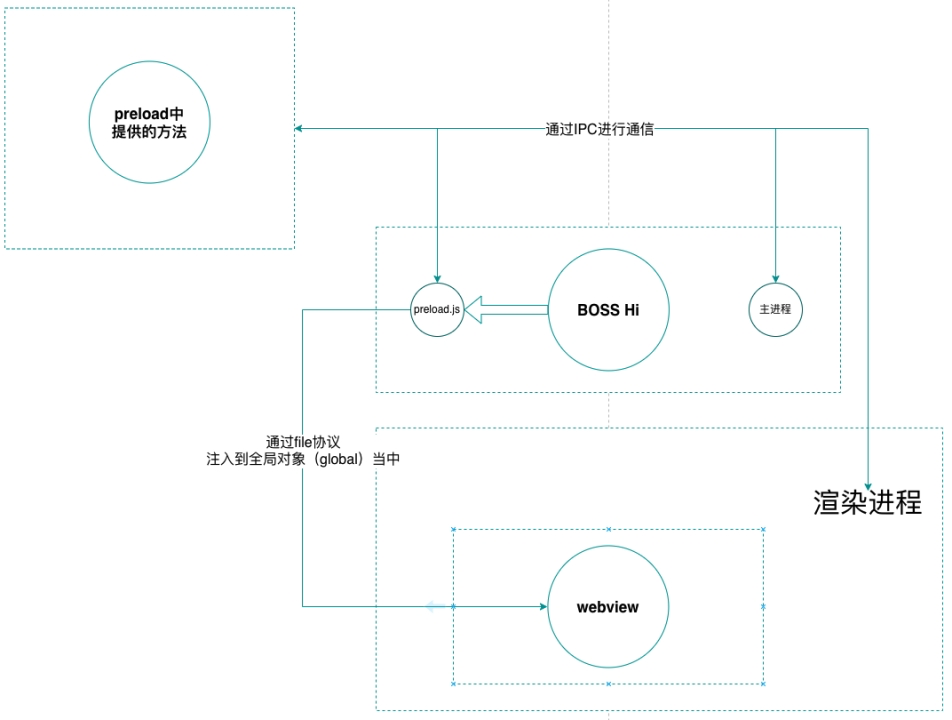 preload中
提供的方法
通过IPC进行通信
preload.js
BOSS Hi
主进程
通过file协议
注入到全局对象（global）当中
渲染进程
webview